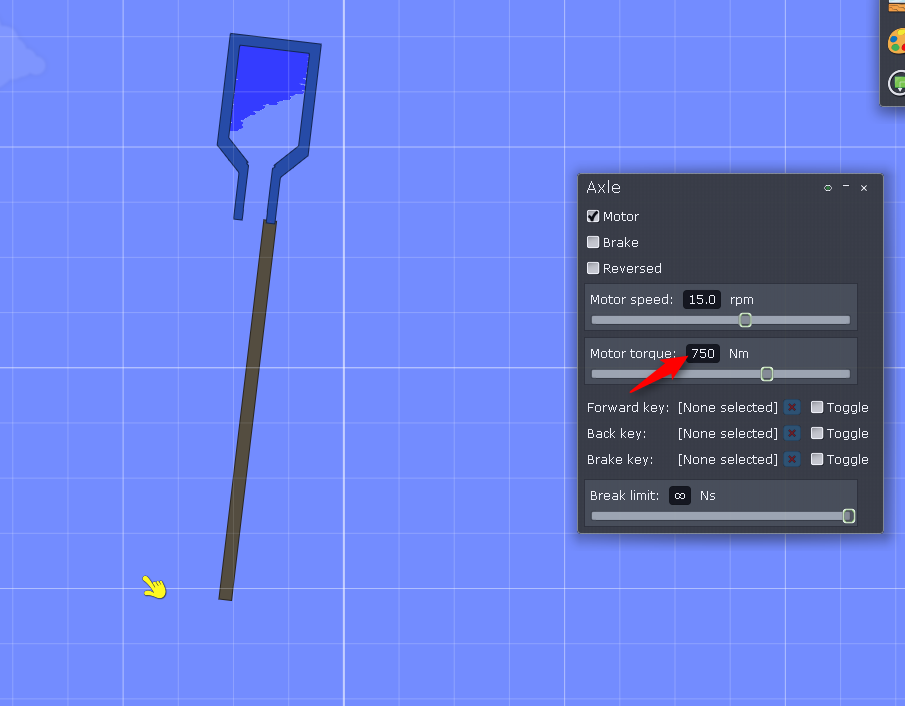 Axle
Motor
Brake
Reversed
Motor speed: 15.0 rpm
Motor torque: 750 Nm
Forward key: [None selected] Toggle
Back key: [None selected] Toggle
Brake key: [None selected] Toggle
Break limit: ∞ Ns